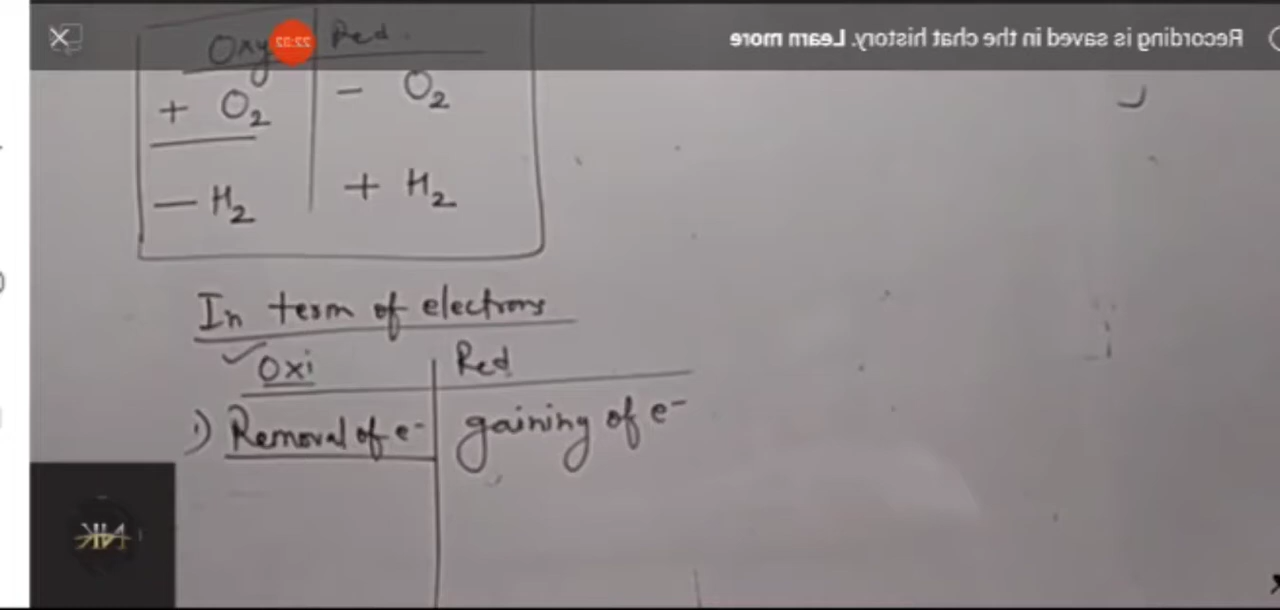 Recording is saved in the chat history. Learn more
Oxy Red.
+ O2 - O2
- H2 + H2
In term of electrons
Oxi Red
1) Removal of e- gaining of e-